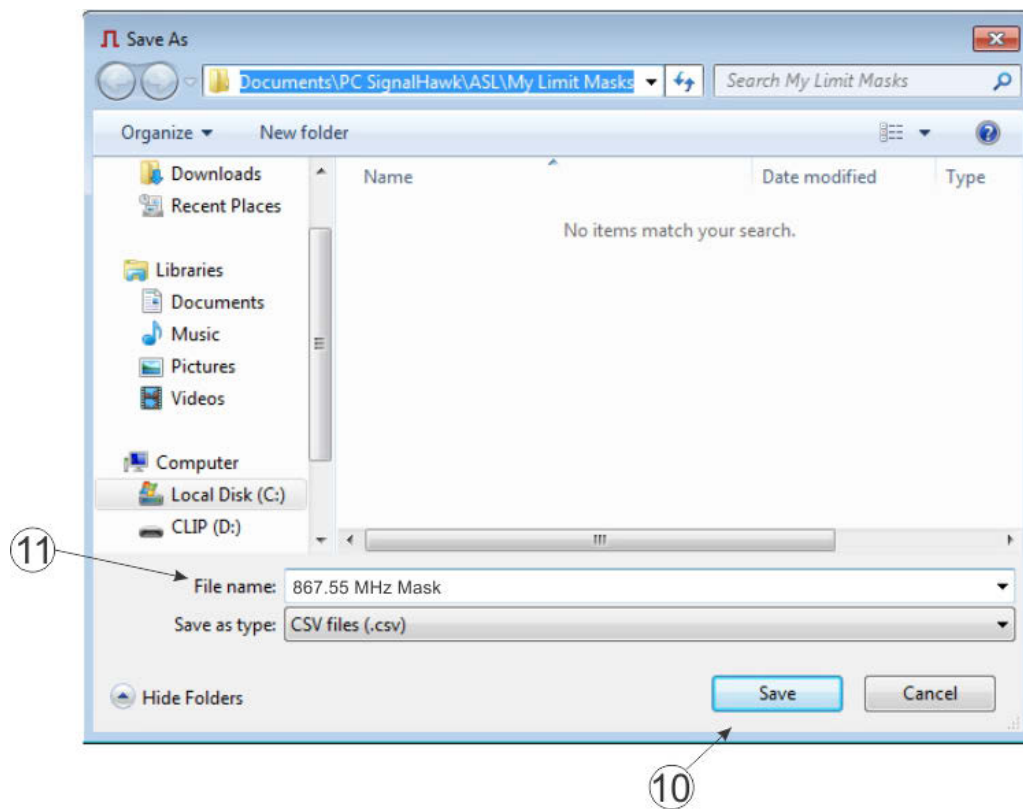 Save As
Documents\PC SignalHawk\ASL\My Limit Masks
Search My Limit Masks
Organize
New folder
Name
Date modified
Type
Downloads
Recent Places
No items match your search.
Libraries
Documents
Music
Pictures
Videos
Computer
Local Disk (C:)
CLIP (D:)
11
File name: 867.55 MHz Mask
Save as type: CSV files (.csv)
Hide Folders
Save
Cancel
10